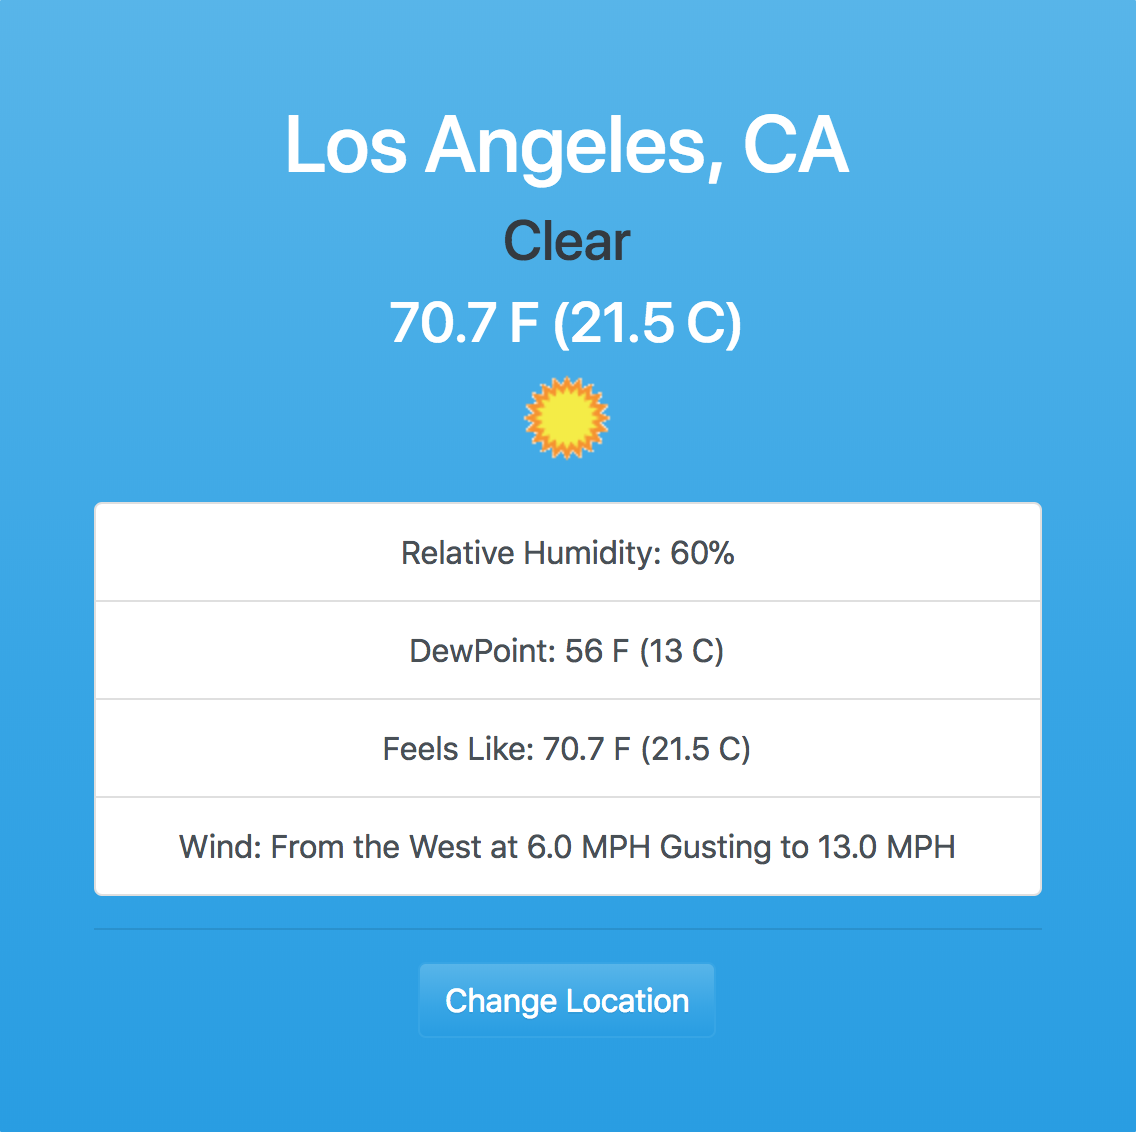 Los Angeles, CA
Clear
70.7 F (21.5 C)
Relative Humidity: 60%
DewPoint: 56 F (13 C)
Feels Like: 70.7 F (21.5 C)
Wind: From the West at 6.0 MPH Gusting to 13.0 MPH
Change Location